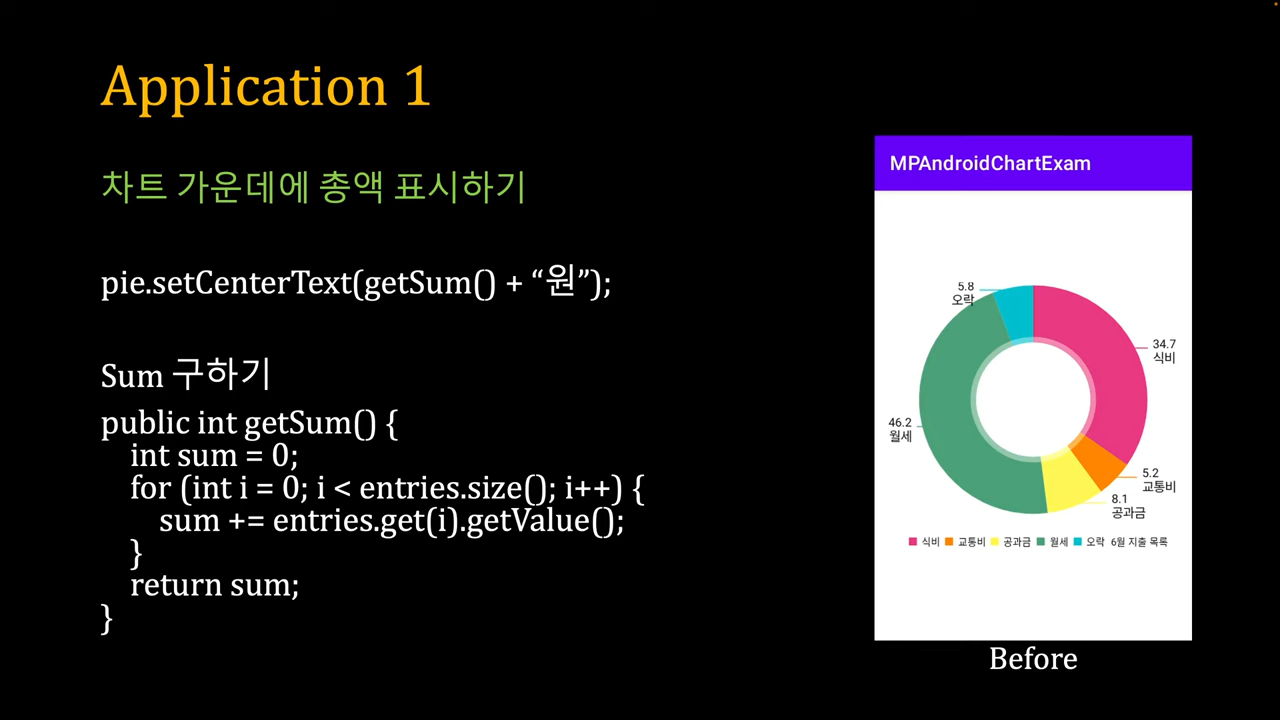 Application 1
차트 가운데에 총액 표시하기
pie.setCenterText(getSum() + “원”);
Sum 구하기
public int getSum() {
int sum = 0;
for (int i = 0; i < entries.size(); i++) {
sum += entries.get(i).getValue();
}
return sum;
}
MPAndroidChartExam
5.8
오락
34.7
식비
46.2
월세
5.2
교통비
8.1
공과금
식비 교통비 공과금 월세 오락 6월 지출 목록
Before